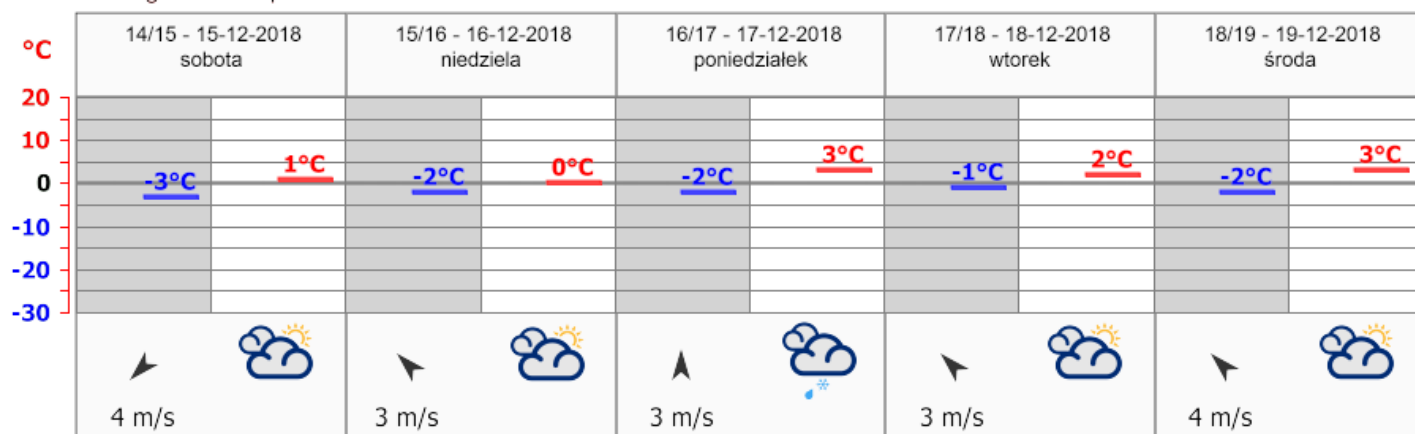 °C
14/15 - 15-12-2018
sobota
15/16 - 16-12-2018
niedziela
16/17 - 17-12-2018
poniedziałek
17/18 - 18-12-2018
wtorek
18/19 - 19-12-2018
środa
20
10
0
-10
-20
-30
-3°C
1°C
-2°C
0°C
-2°C
3°C
-1°C
2°C
-2°C
3°C
4 m/s
3 m/s
3 m/s
3 m/s
4 m/s